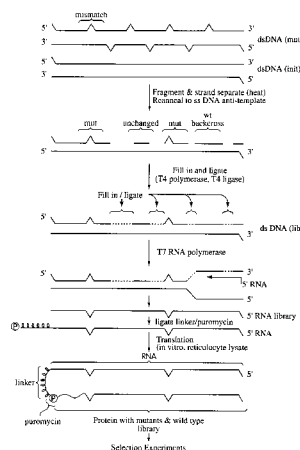 mismatch
5' 3'
dsDNA (mut)
3' 5'
5' 3'
dsDNA (init)
3' 5'
Fragment & strand separate (heat)
Reanneal to ss DNA anti-template
wt
mut unchanged mut backcross
5'
3'
Fill in and ligate
(T4 polymerase, T4 ligase)
Fill in / ligate
5'
ds DNA (lib
3'
T7 RNA polymerase
5' 3'
5' RNA
3' 5'
5' RNA library
ligate linker/puromycin
P 5' RNA
Translation
(in vitro, reticulocyte lysate
RNA
linker
P
puromycin
Protein with mutants & wild type
library
Selection Experiments